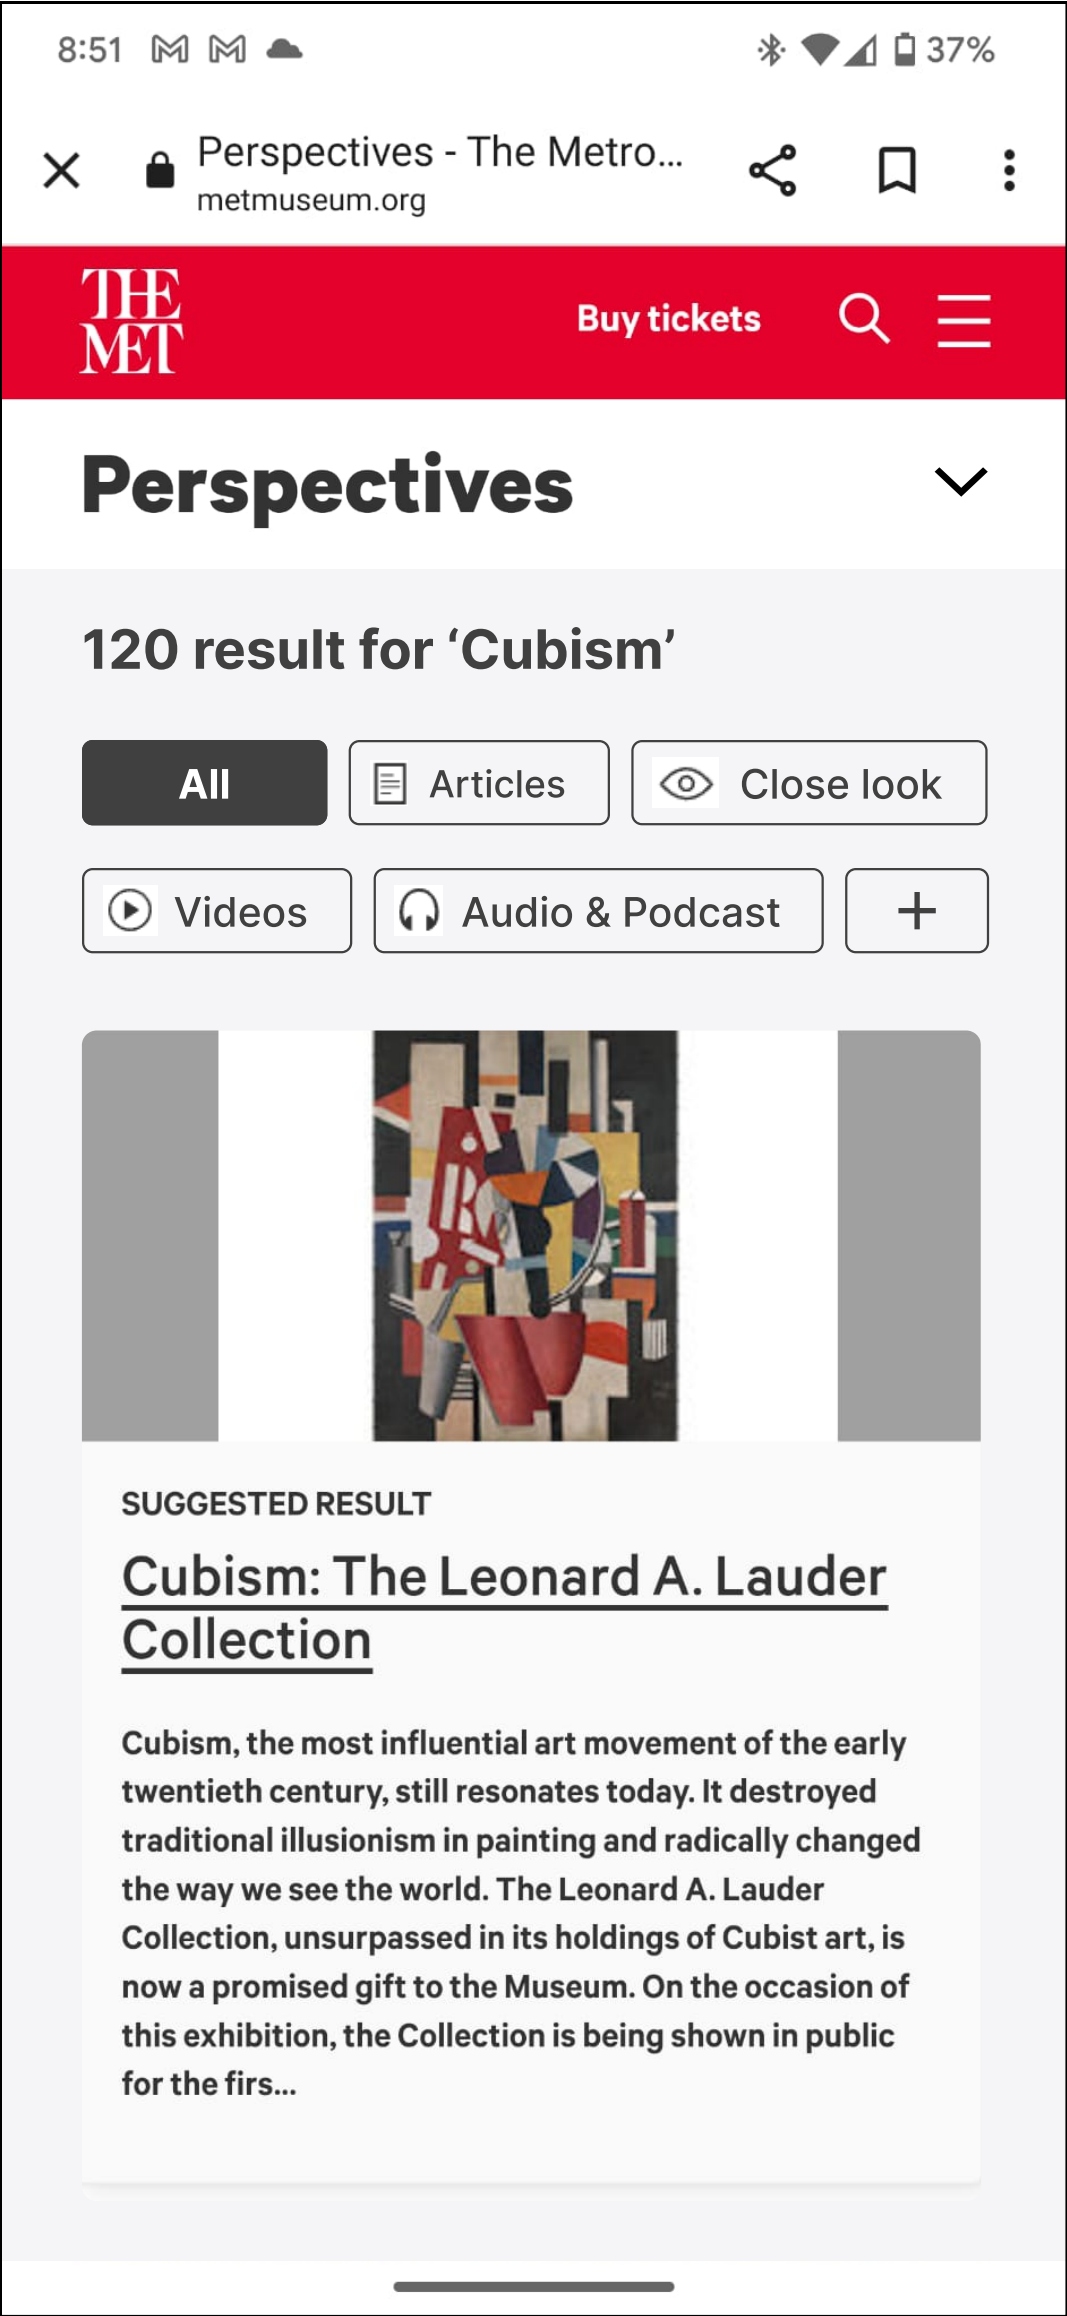 8:51
37%
Perspectives - The Metro...
metmuseum.org
THE
MET
Buy tickets
Perspectives
120 result for ‘Cubism’
All
Articles
Close look
Videos
Audio & Podcast
+
SUGGESTED RESULT
Cubism: The Leonard A. Lauder
Collection
Cubism, the most influential art movement of the early
twentieth century, still resonates today. It destroyed
traditional illusionism in painting and radically changed
the way we see the world. The Leonard A. Lauder
Collection, unsurpassed in its holdings of Cubist art, is
now a promised gift to the Museum. On the occasion of
this exhibition, the Collection is being shown in public
for the firs...